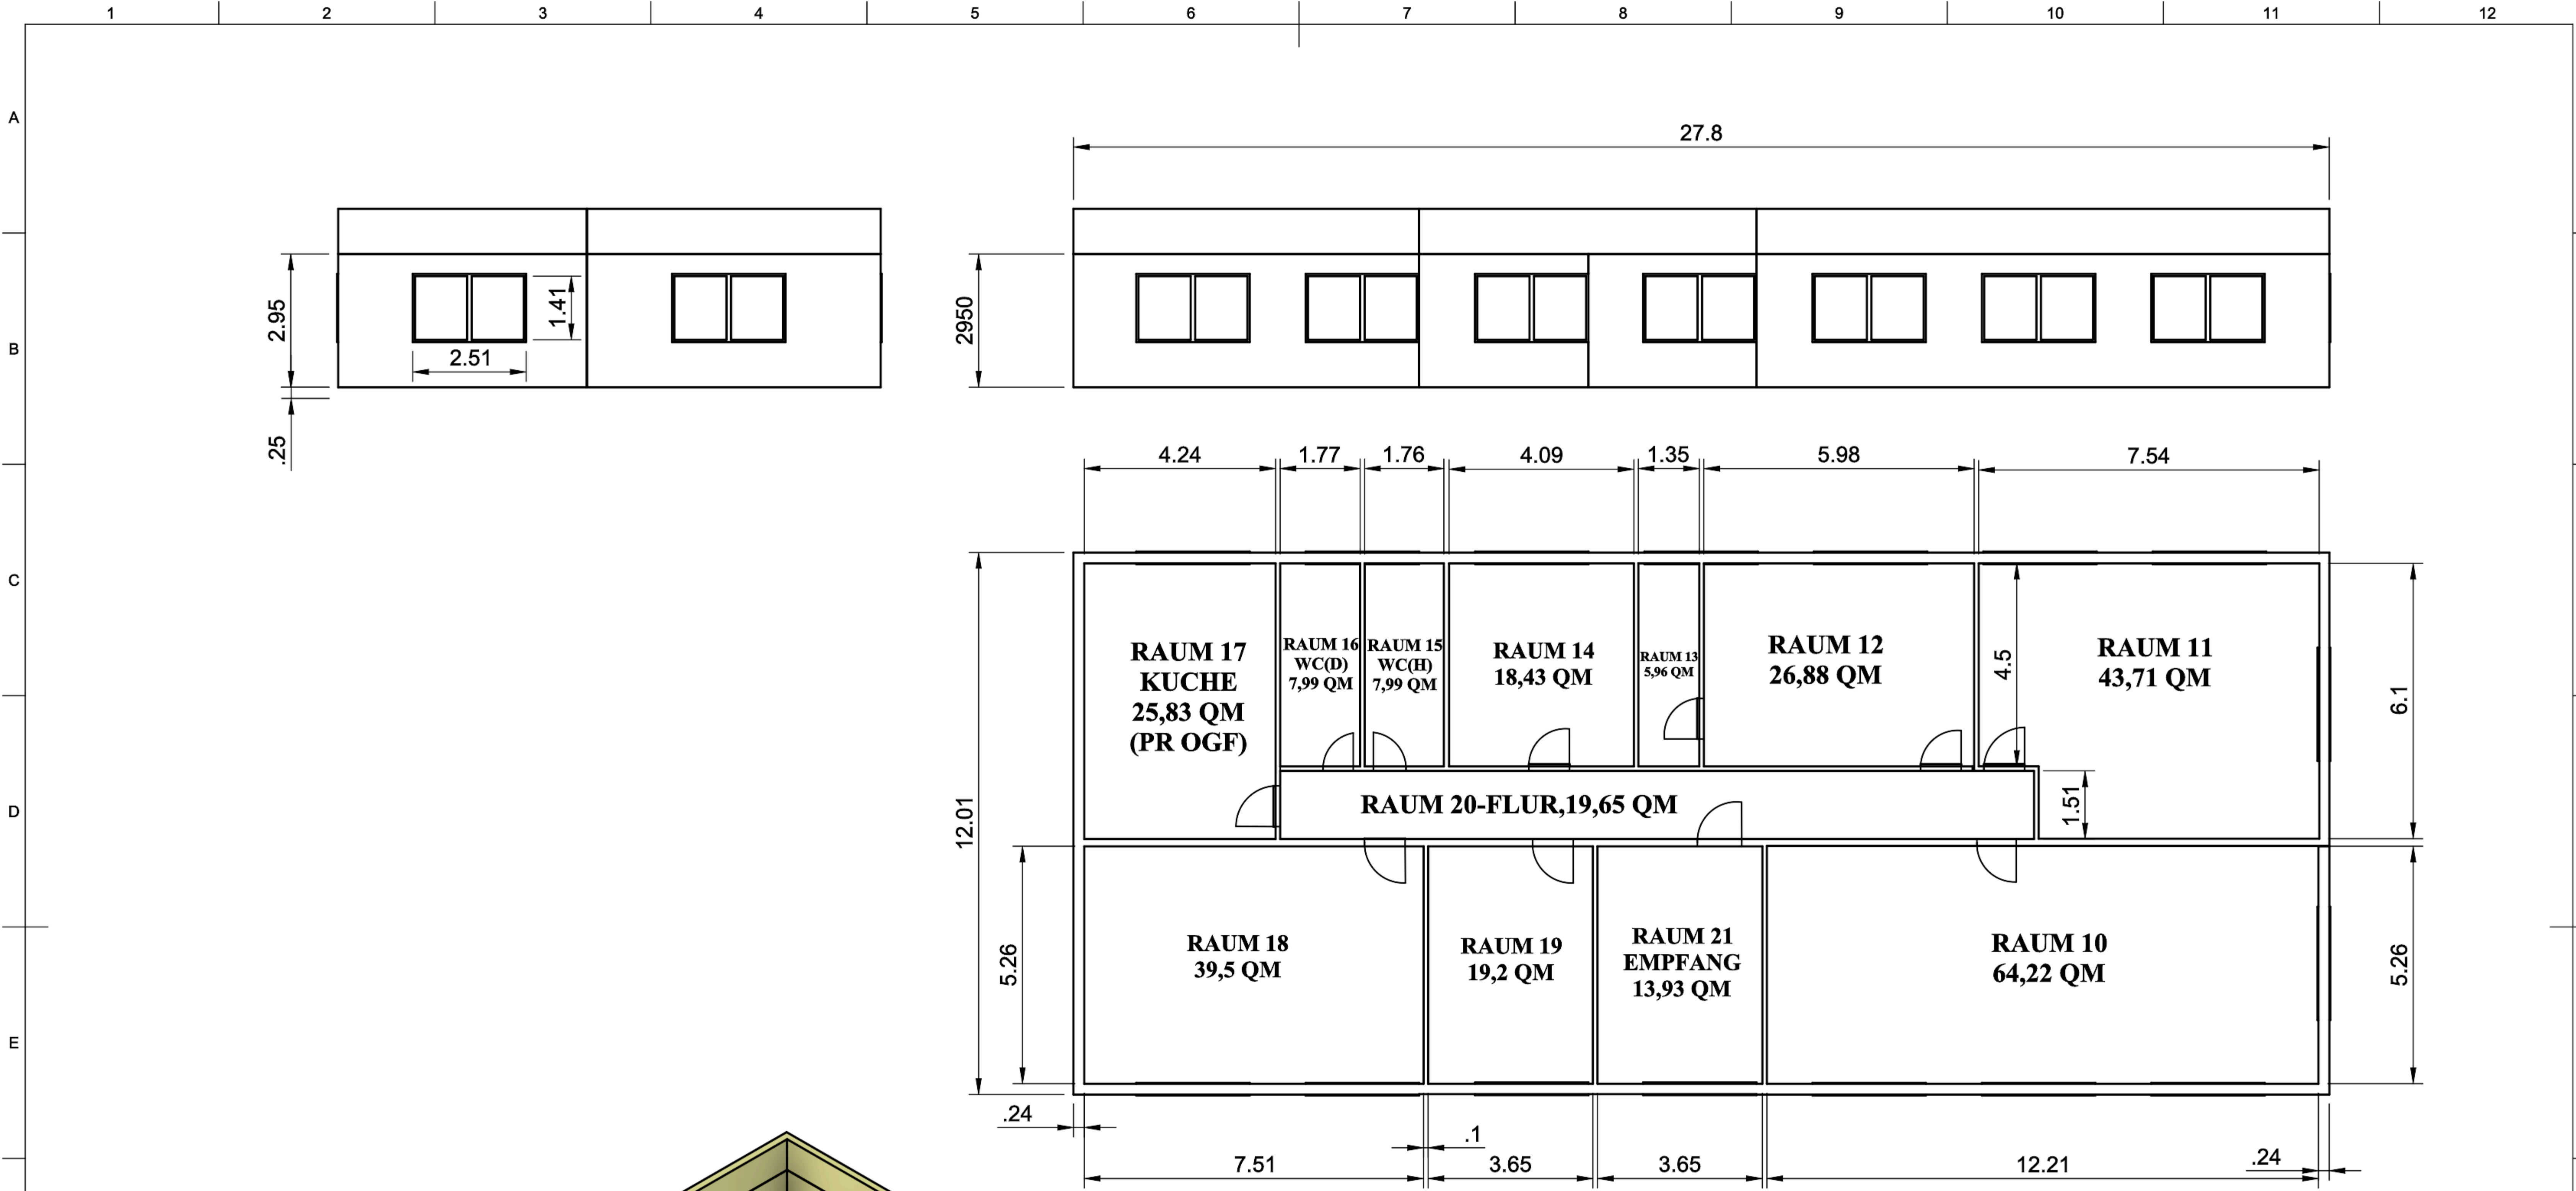 1 2 3 4 5 6 7 8 9 10 11 12
A
27.8
2.95
1.41
2950
B
2.51
.25
4.24 1.77 1.76 4.09 1.35 5.98 7.54
C
RAUM 17
KUCHE
25,83 QM
(PR OGF)
RAUM 16
WC(D)
7,99 QM
RAUM 15
WC(H)
7,99 QM
RAUM 14
18,43 QM
RAUM 13
5,96 QM
RAUM 12
26,88 QM
4.5
RAUM 11
43,71 QM
6.1
D
12.01
RAUM 20-FLUR,19,65 QM
1.51
5.26
RAUM 18
39,5 QM
RAUM 19
19,2 QM
RAUM 21
EMPFANG
13,93 QM
RAUM 10
64,22 QM
5.26
E
.24
.1
7.51 3.65 3.65 12.21 .24